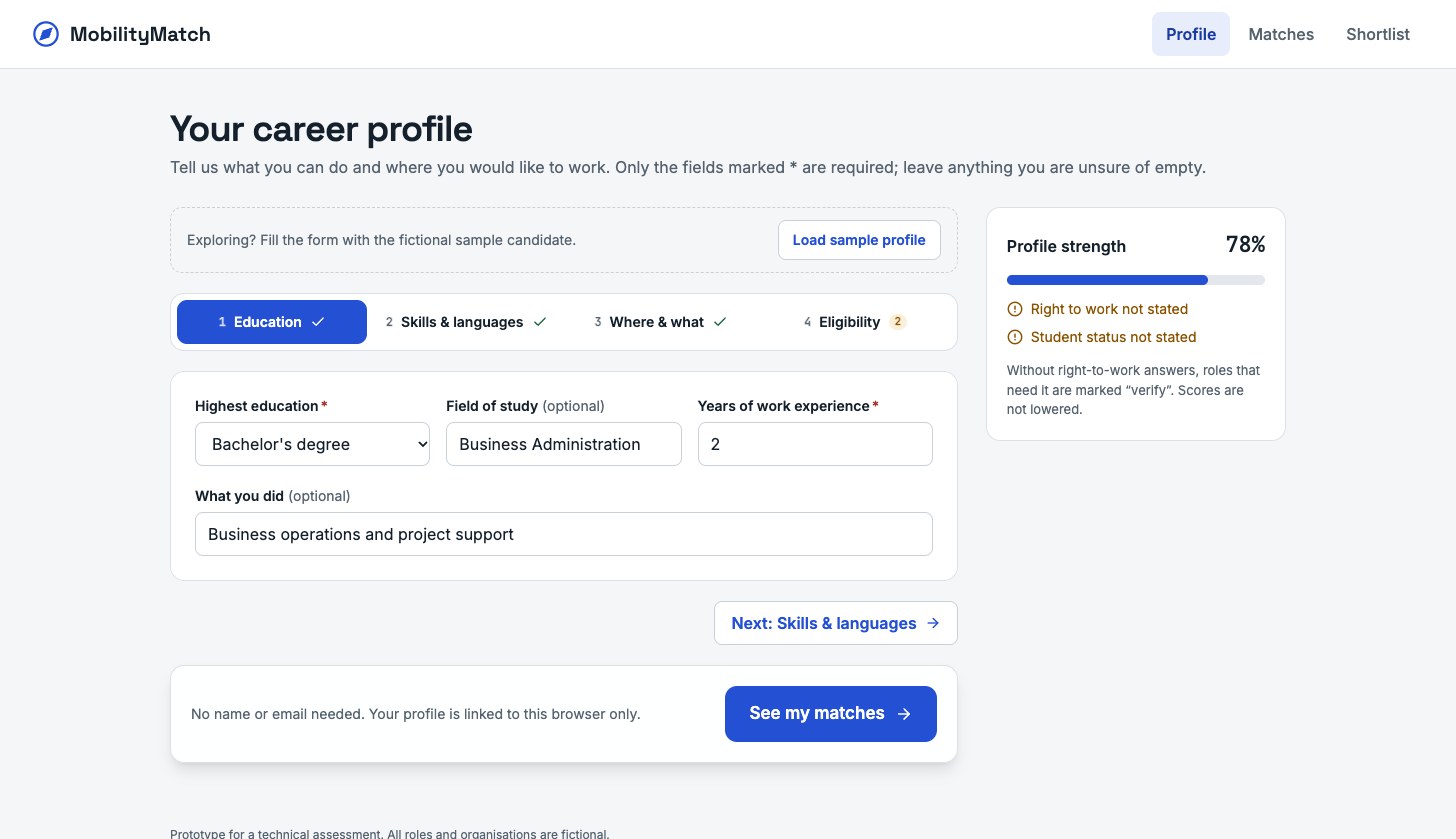 MobilityMatch
Profile
Matches
Shortlist
Your career profile
Tell us what you can do and where you would like to work. Only the fields marked * are required; leave anything you are unsure of empty.
Exploring? Fill the form with the fictional sample candidate.
Load sample profile
1 Education
2 Skills & languages
3 Where & what
4 Eligibility 2
Highest education*
Field of study (optional)
Years of work experience*
Bachelor's degree
Business Administration
2
What you did (optional)
Business operations and project support
Next: Skills & languages
No name or email needed. Your profile is linked to this browser only.
See my matches
Profile strength
78%
Right to work not stated
Student status not stated
Without right-to-work answers, roles that
need it are marked “verify”. Scores are
not lowered.
Prototype for a technical assessment. All roles and organisations are fictional.